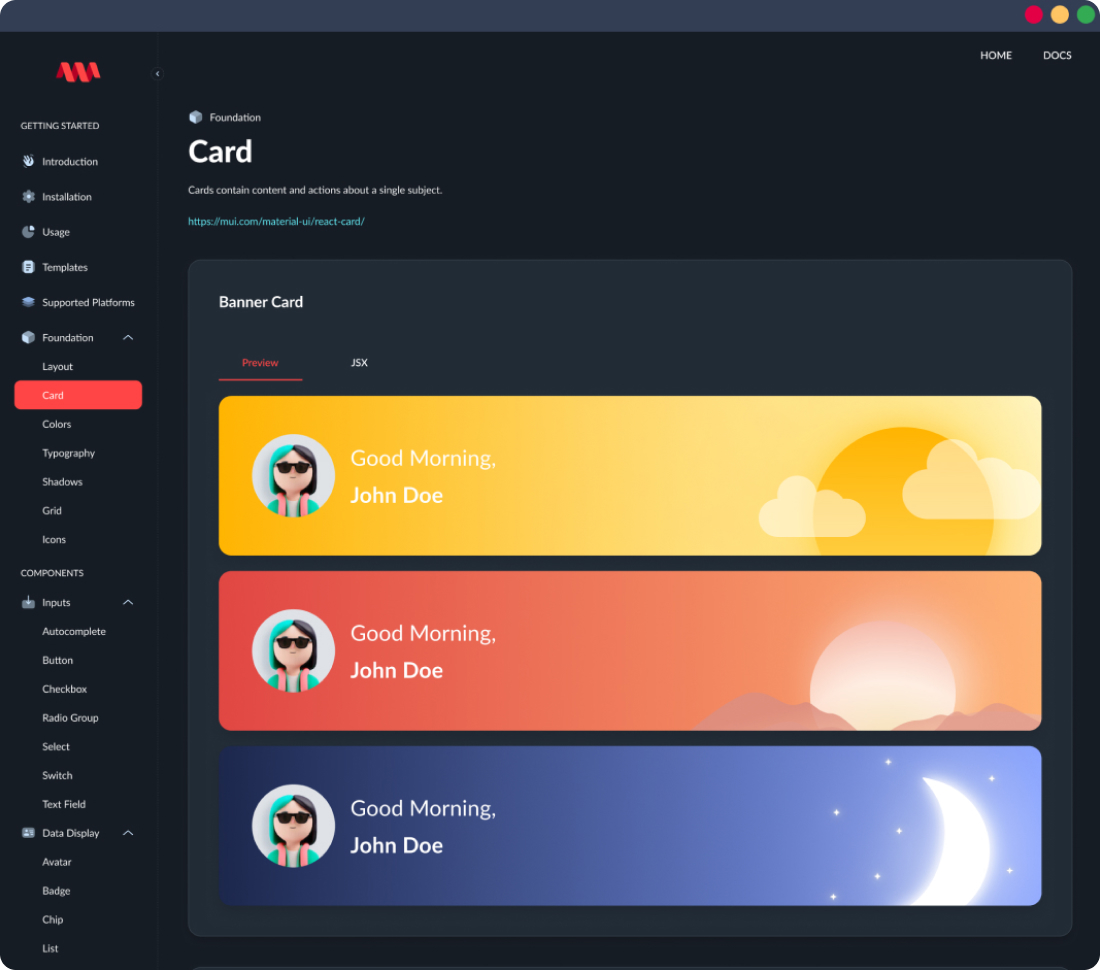 HOME
DOCS
GETTING STARTED
Introduction
Installation
Usage
Templates
Supported Platforms
Foundation
Layout
Card
Colors
Typography
Shadows
Grid
Icons
COMPONENTS
Inputs
Autocomplete
Button
Checkbox
Radio Group
Select
Switch
Text Field
Data Display
Avatar
Badge
Chip
List
Foundation
Card
Cards contain content and actions about a single subject.
https://mui.com/material-ui/react-card/
Banner Card
Preview
JSX
Good Morning,
John Doe
Good Morning,
John Doe
Good Morning,
John Doe